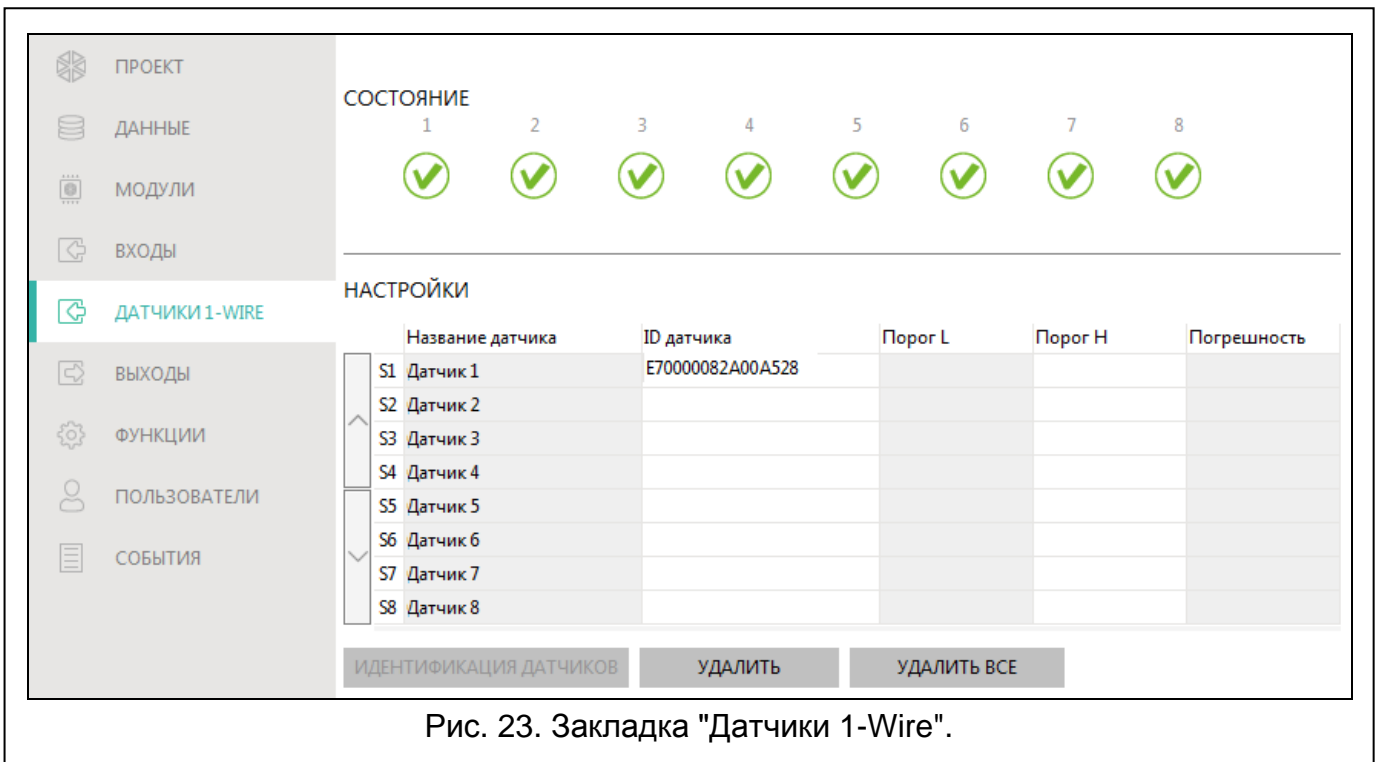 ПРОЕКТ
ДАННЫЕ
МОДУЛИ
ВХОДЫ
ДАТЧИКИ 1-WIRE
ВЫХОДЫ
ФУНКЦИИ
ПОЛЬЗОВАТЕЛИ
СОБЫТИЯ
СОСТОЯНИЕ
1 2 3 4 5 6 7 8
НАСТРОЙКИ
Название датчика ID датчика Порог L Порог H Погрешность
S1 Датчик 1 E70000082A00A528
S2 Датчик 2
S3 Датчик 3
S4 Датчик 4
S5 Датчик 5
S6 Датчик 6
S7 Датчик 7
S8 Датчик 8
ИДЕНТИФИКАЦИЯ ДАТЧИКОВ УДАЛИТЬ УДАЛИТЬ ВСЕ
Рис. 23. Закладка "Датчики 1-Wire".